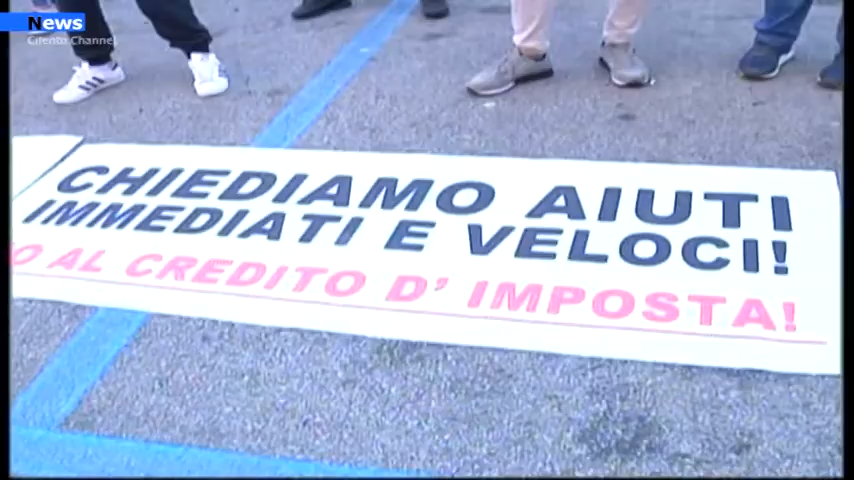 News
Cilento Channel
CHIEDIAMO AIUTI
IMMEDIATI E VELOCI!
AL CREDITO D' IMPOSTA!